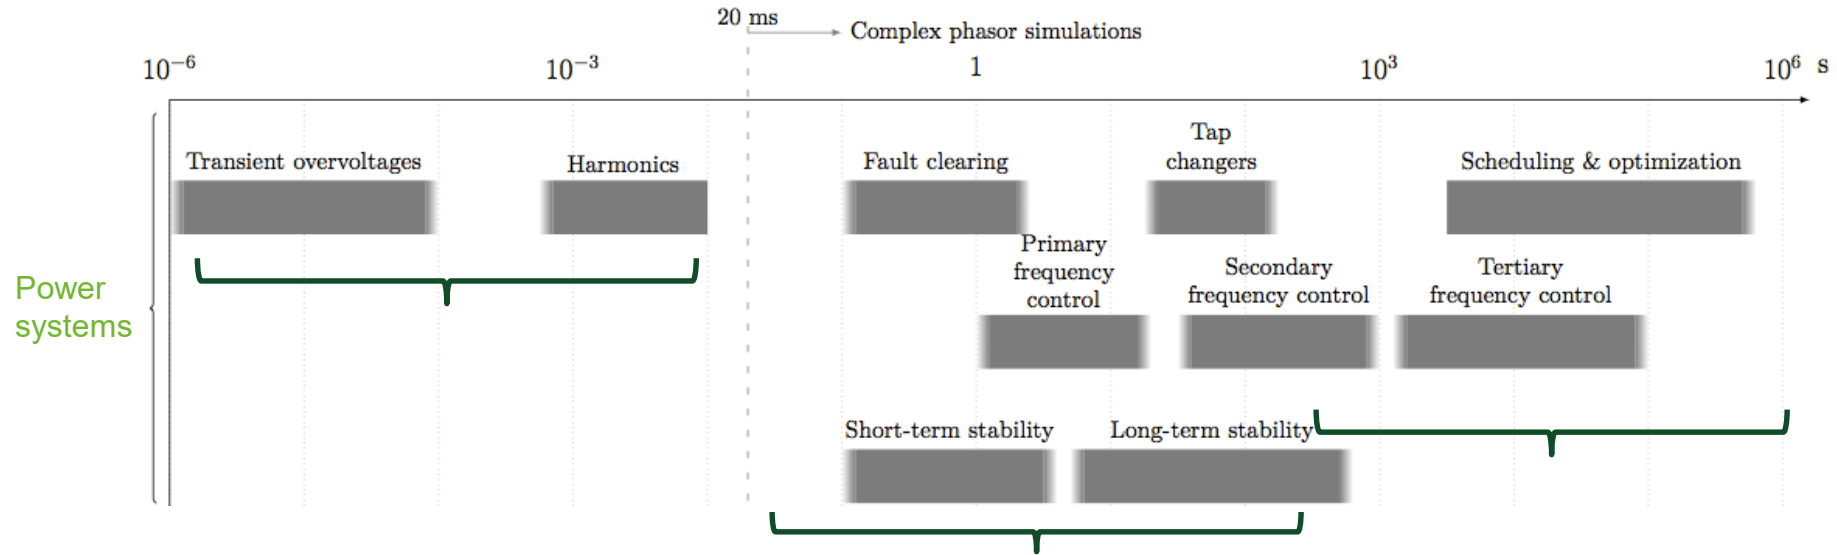 20 ms
Complex phasor simulations
10⁻⁶
10⁻³
1
10³
10⁶ s
Tap
changers
Transient overvoltages
Harmonics
Fault clearing
Scheduling & optimization
Primary
frequency
control
Secondary
frequency control
Tertiary
frequency control
Power
systems
Short-term stability
Long-term stability